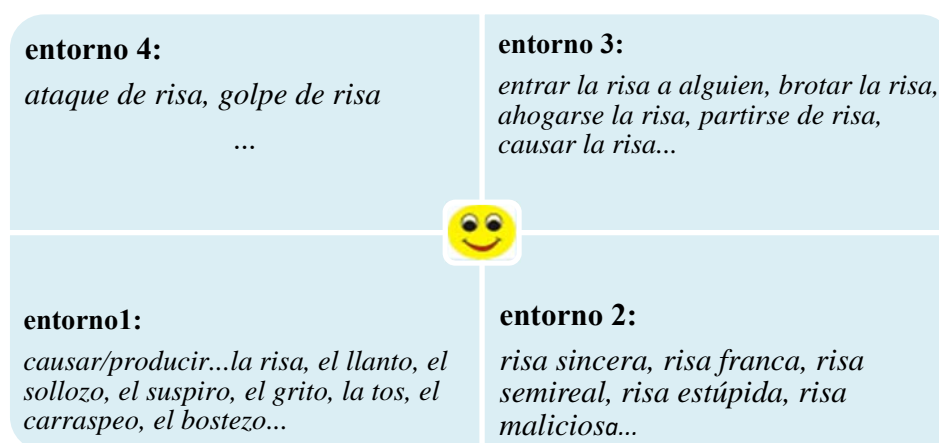 entorno 4:
ataque de risa, golpe de risa
...
entorno 3:
entrar la risa a alguien, brotar la risa,
ahogarse la risa, partirse de risa,
causar la risa...
entorno1:
causar/producir...la risa, el llanto, el
sollozo, el suspiro, el grito, la tos, el
carraspeo, el bostezo...
entorno 2:
risa sincera, risa franca, risa
semireal, risa estúpida, risa
maliciosa...